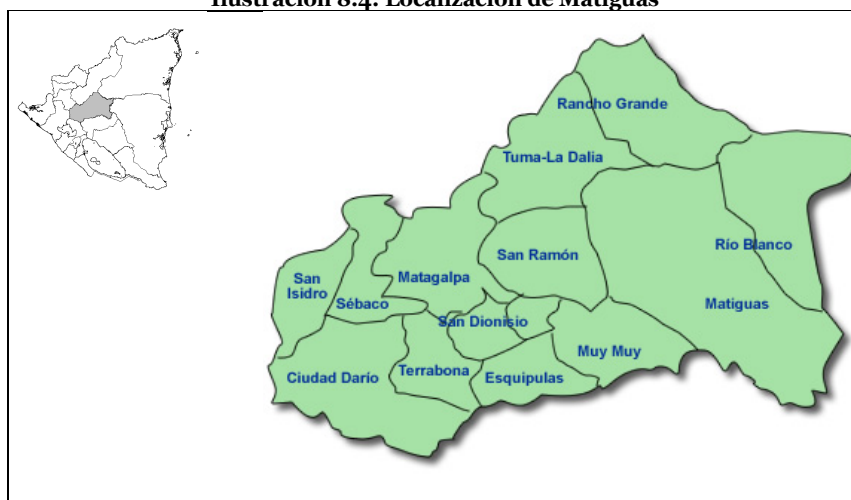 Ilustración 8.4. Localización de Matiguas
Rancho Grande
Tuma-La Dalia
Río Blanco
San Ramón
San
Isidro
Matagalpa
Sébaco
Matiguas
San Dionisio
Muy Muy
Ciudad Darío
Terrabona
Esquipulas